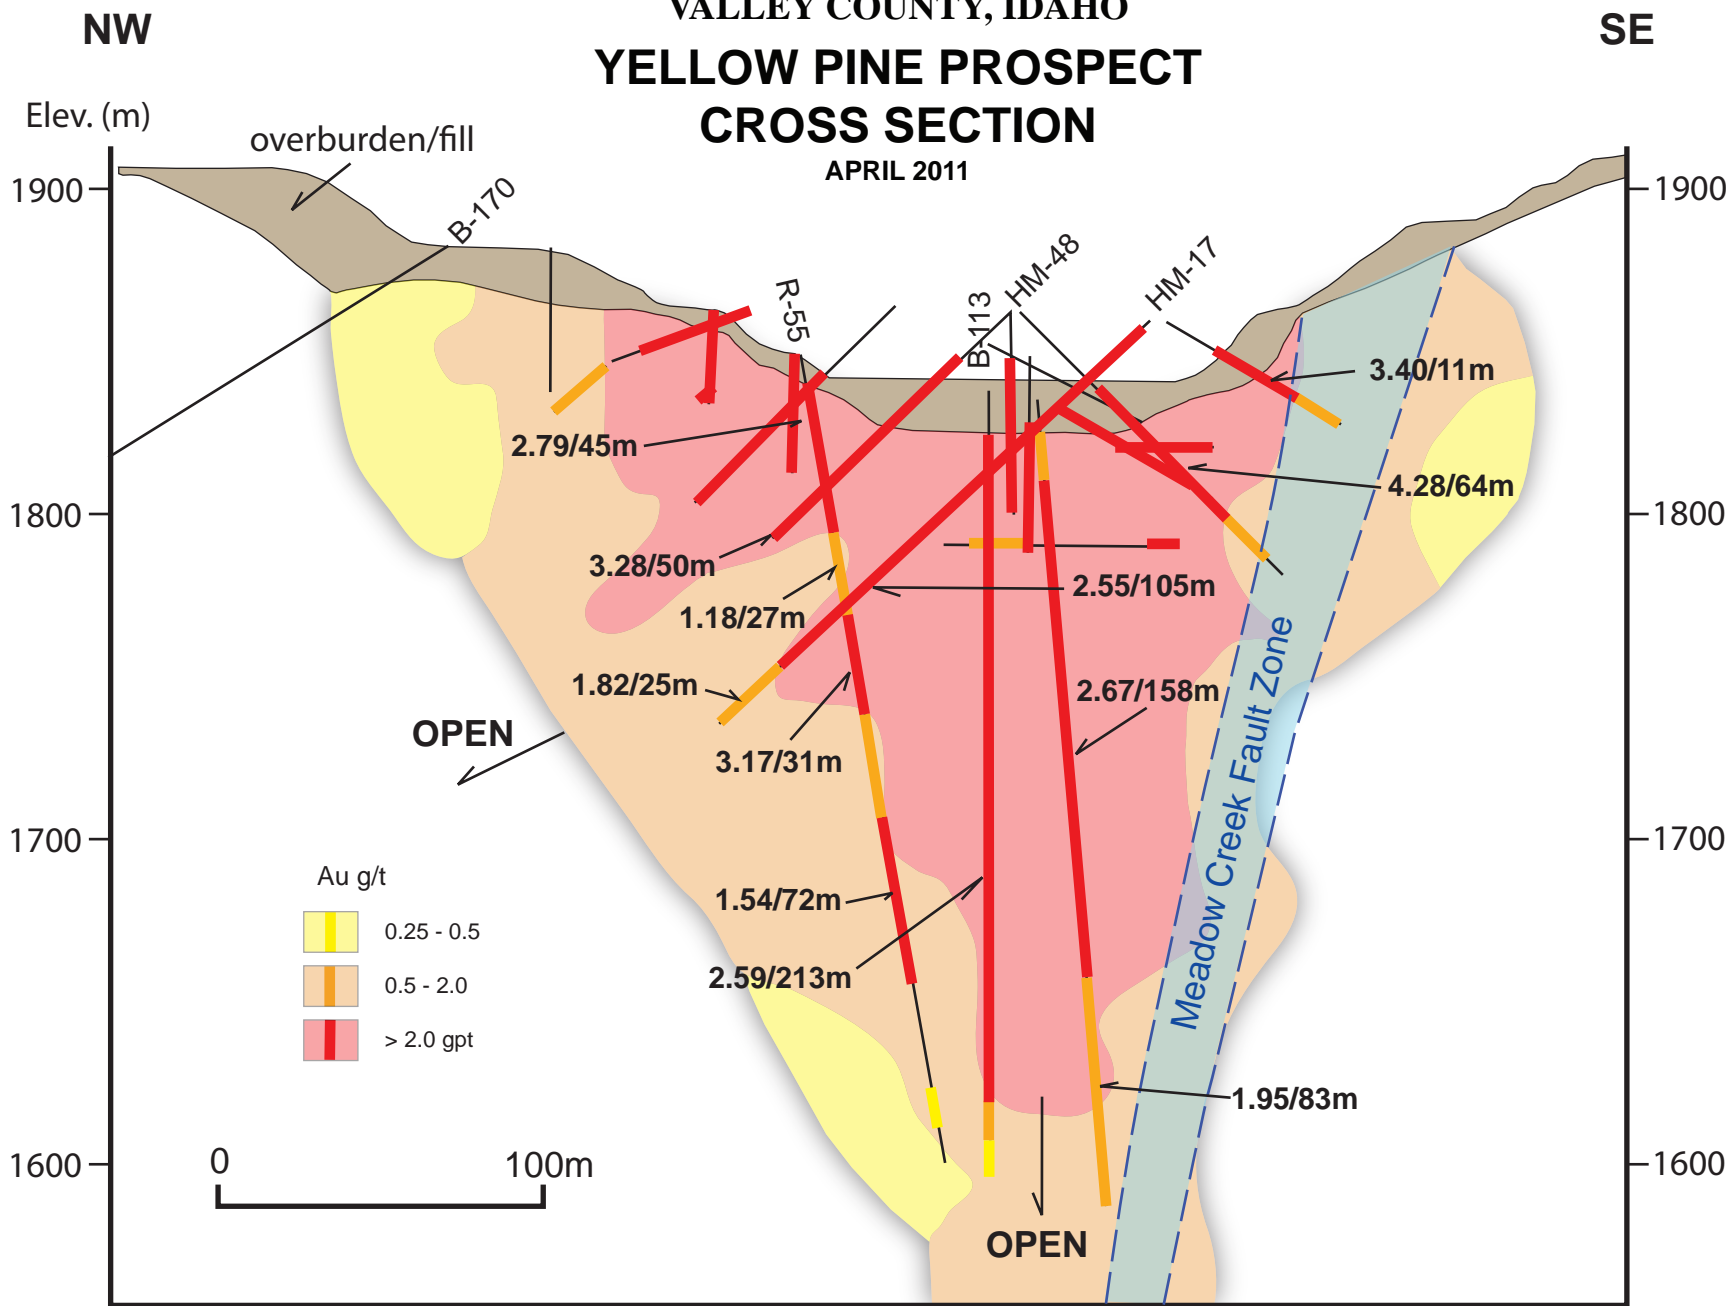 VALLEY COUNTY, IDAHO
NW
SE
YELLOW PINE PROSPECT
CROSS SECTION
APRIL 2011
Elev. (m)
overburden/fill
1900
1900
B-170
R-55
B-113
HM-48
HM-17
3.40/11m
2.79/45m
4.28/64m
1800
1800
3.28/50m
2.55/105m
1.18/27m
1.82/25m
2.67/158m
OPEN
3.17/31m
Meadow Creek Fault Zone
1700
1700
Au g/t
1.54/72m
0.25 - 0.5
2.59/213m
0.5 - 2.0
> 2.0 gpt
1.95/83m
0
100m
1600
1600
OPEN